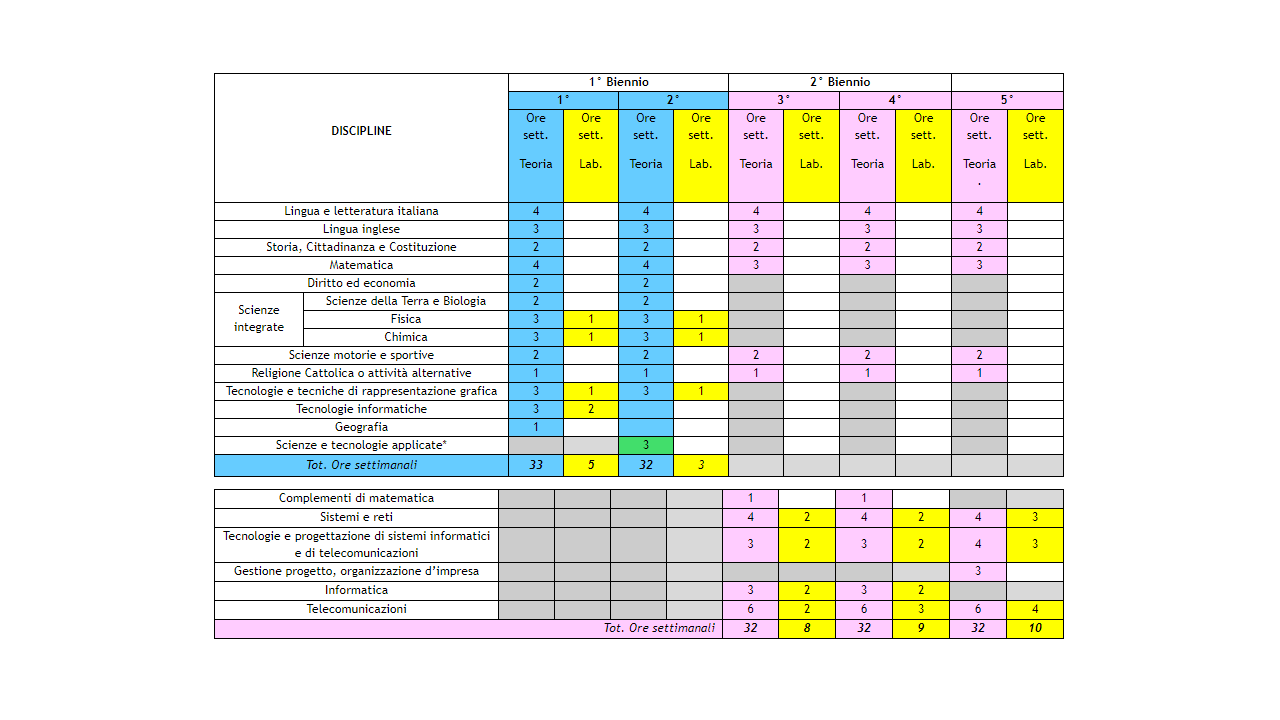 1° Biennio 2° Biennio
DISCIPLINE
1° 2° 3° 4° 5°
Ore sett. Teoria Ore sett. Lab. Ore sett. Teoria Ore sett. Lab. Ore sett. Teoria Ore sett. Lab. Ore sett. Teoria Ore sett. Lab. Ore sett. Teoria . Ore sett. Lab.
Lingua e letteratura italiana 4 4 4 4 4
Lingua inglese 3 3 3 3 3
Storia, Cittadinanza e Costituzione 2 2 2 2 2
Matematica 4 4 3 3 3
Diritto ed economia 2 2
Scienze integrate
Scienze della Terra e Biologia 2 2
Fisica 3 1 3 1
Chimica 3 1 3 1
Scienze motorie e sportive 2 2 2 2 2
Religione Cattolica o attività alternative 1 1 1 1 1
Tecnologie e tecniche di rappresentazione grafica 3 1 3 1
Tecnologie informatiche 3 2
Geografia 1
Scienze e tecnologie applicate* 3
Tot. Ore settimanali 33 5 32 3
Complementi di matematica 1 1
Sistemi e reti 4 2 4 2 4 3
Tecnologie e progettazione di sistemi informatici
e di telecomunicazioni 3 2 3 2 4 3
Gestione progetto, organizzazione d'impresa 3
Informatica 3 2 3 2
Telecomunicazioni 6 2 6 3 6 4
Tot. Ore settimanali 32 8 32 9 32 10